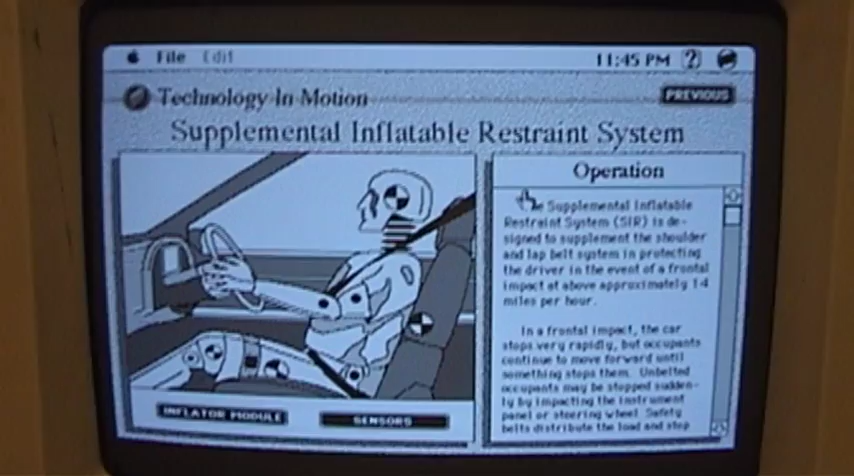 File Edit 11:45 PM
Technology In Motion
PREVIOUS
Supplemental Inflatable Restraint System
INFLATOR MODULE
SENSORS
Operation
e Supplemental Inflatable
Restraint System (SIR) is de-
signed to supplement the shoulder
and lap belt system in protecting
the driver in the event of a frontal
impact at above approximately 14
miles per hour.
In a frontal impact, the car
stops very rapidly, but occupants
continue to move forward until
something stops them. Unbelted
occupants may be stopped sudden-
ly by impacting the instrument
panel or steering wheel. Safety
belts distribute the load and stop